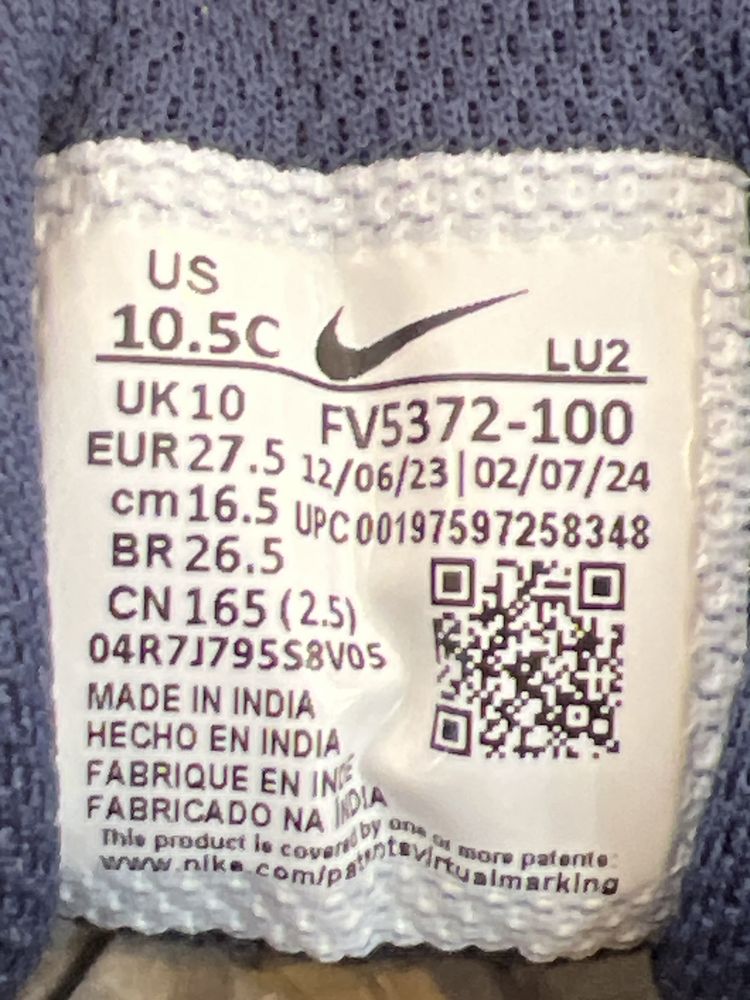 US
10.5C
LU2
UK 10
FV5372-100
EUR 27.5
12/06/23 | 02/07/24
cm 16.5
UPC 00197597258348
BR 26.5
CN 165 (2.5)
04R7J795S8V05
MADE IN INDIA
HECHO EN INDIA
FABRIQUE EN INDE
FABRICADO NA ÍNDIA
This product is covered by one or more patents:
www.nike.com/patentsvirtualmarking